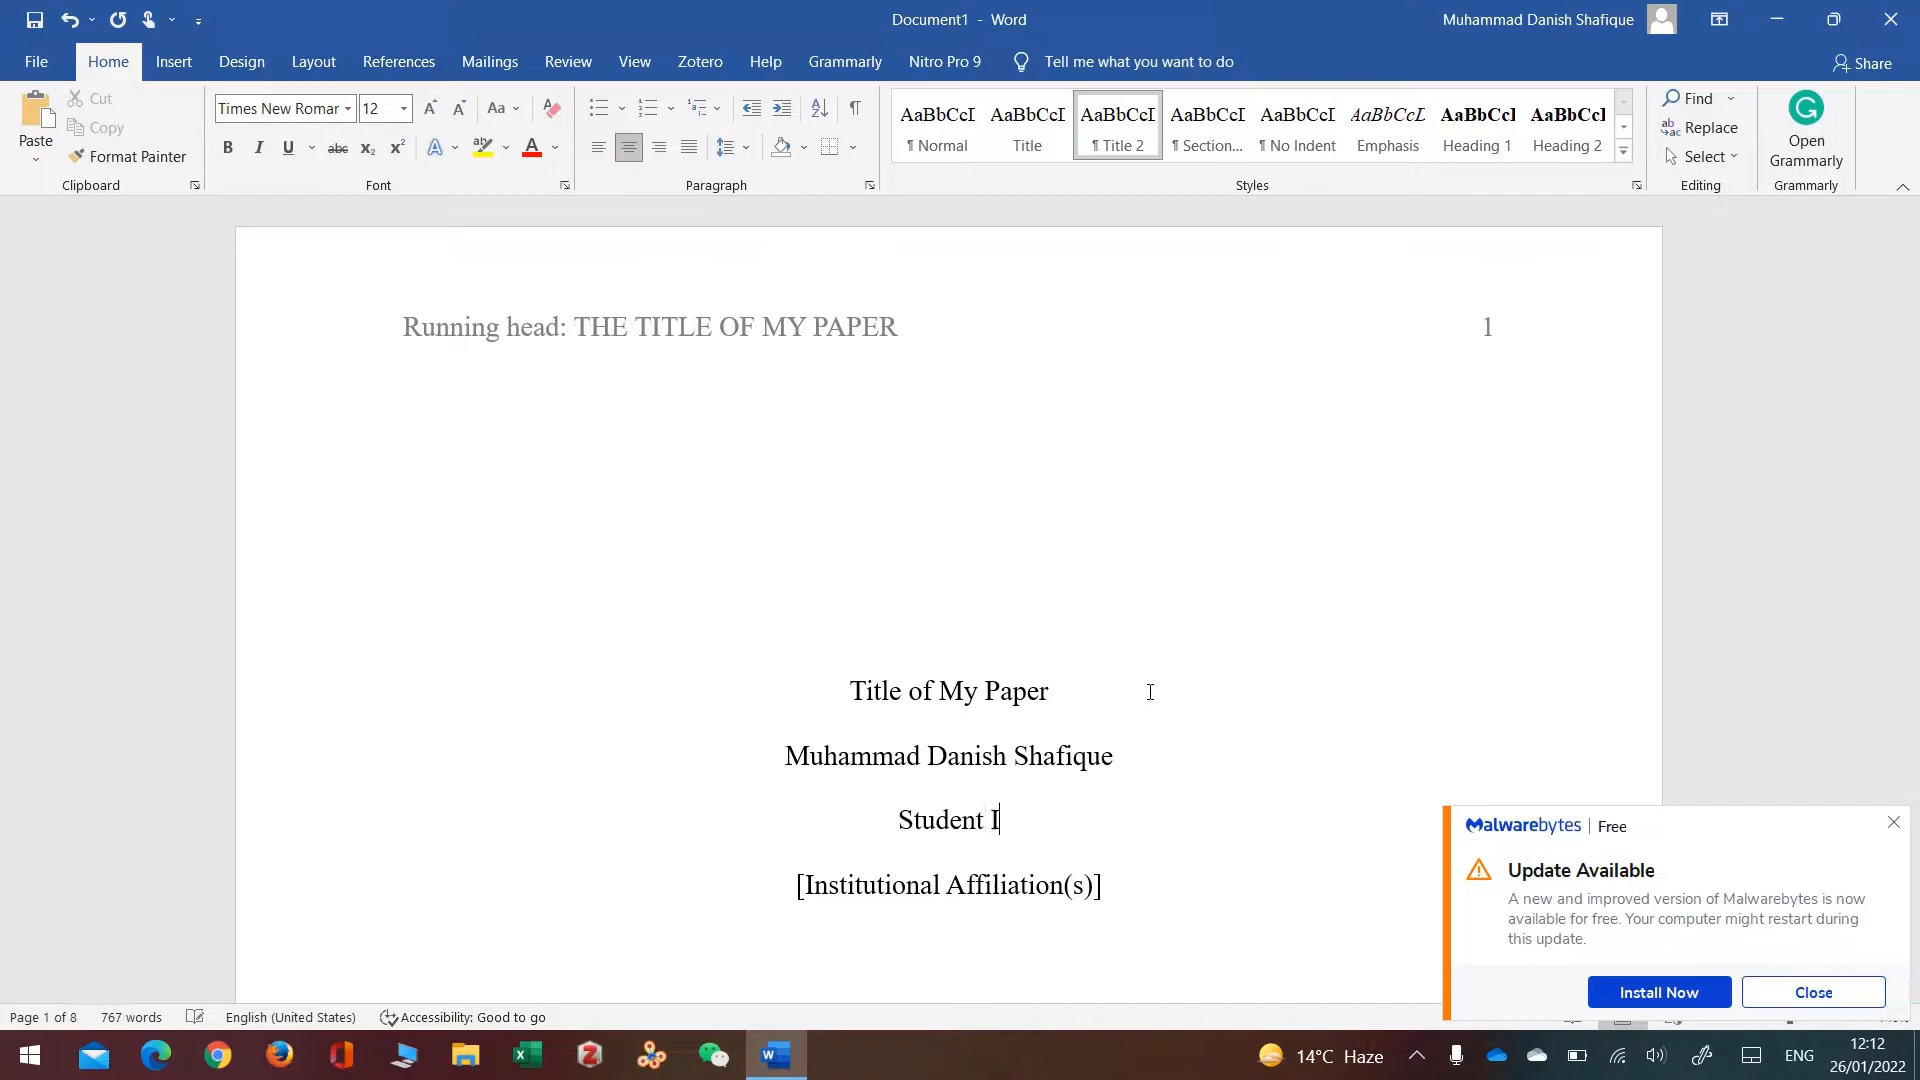 Document1 - Word
Muhammad Danish Shafique
File Home Insert Design Layout References Mailings Review View Zotero Help Grammarly Nitro Pro 9 Tell me what you want to do Share
Paste
Cut
Copy
Format Painter
Clipboard
Times New Roman 12
Font
Paragraph
AaBbCcI AaBbCcI AaBbCcI AaBbCcI AaBbCcI AaBbCcL AaBbCcI AaBbCcI
¶ Normal Title ¶ Title 2 ¶ Section... ¶ No Indent Emphasis Heading 1 Heading 2
Styles
Find
Replace
Select
Editing
Open
Grammarly
Grammarly
Running head: THE TITLE OF MY PAPER 1
Title of My Paper
Muhammad Danish Shafique
Student I
[Institutional Affiliation(s)]
Malwarebytes | Free
Update Available
A new and improved version of Malwarebytes is now
available for free. Your computer might restart during
this update.
Install Now Close
Page 1 of 8 767 words English (United States) Accessibility: Good to go
14°C Haze ENG
12:12
26/01/2022